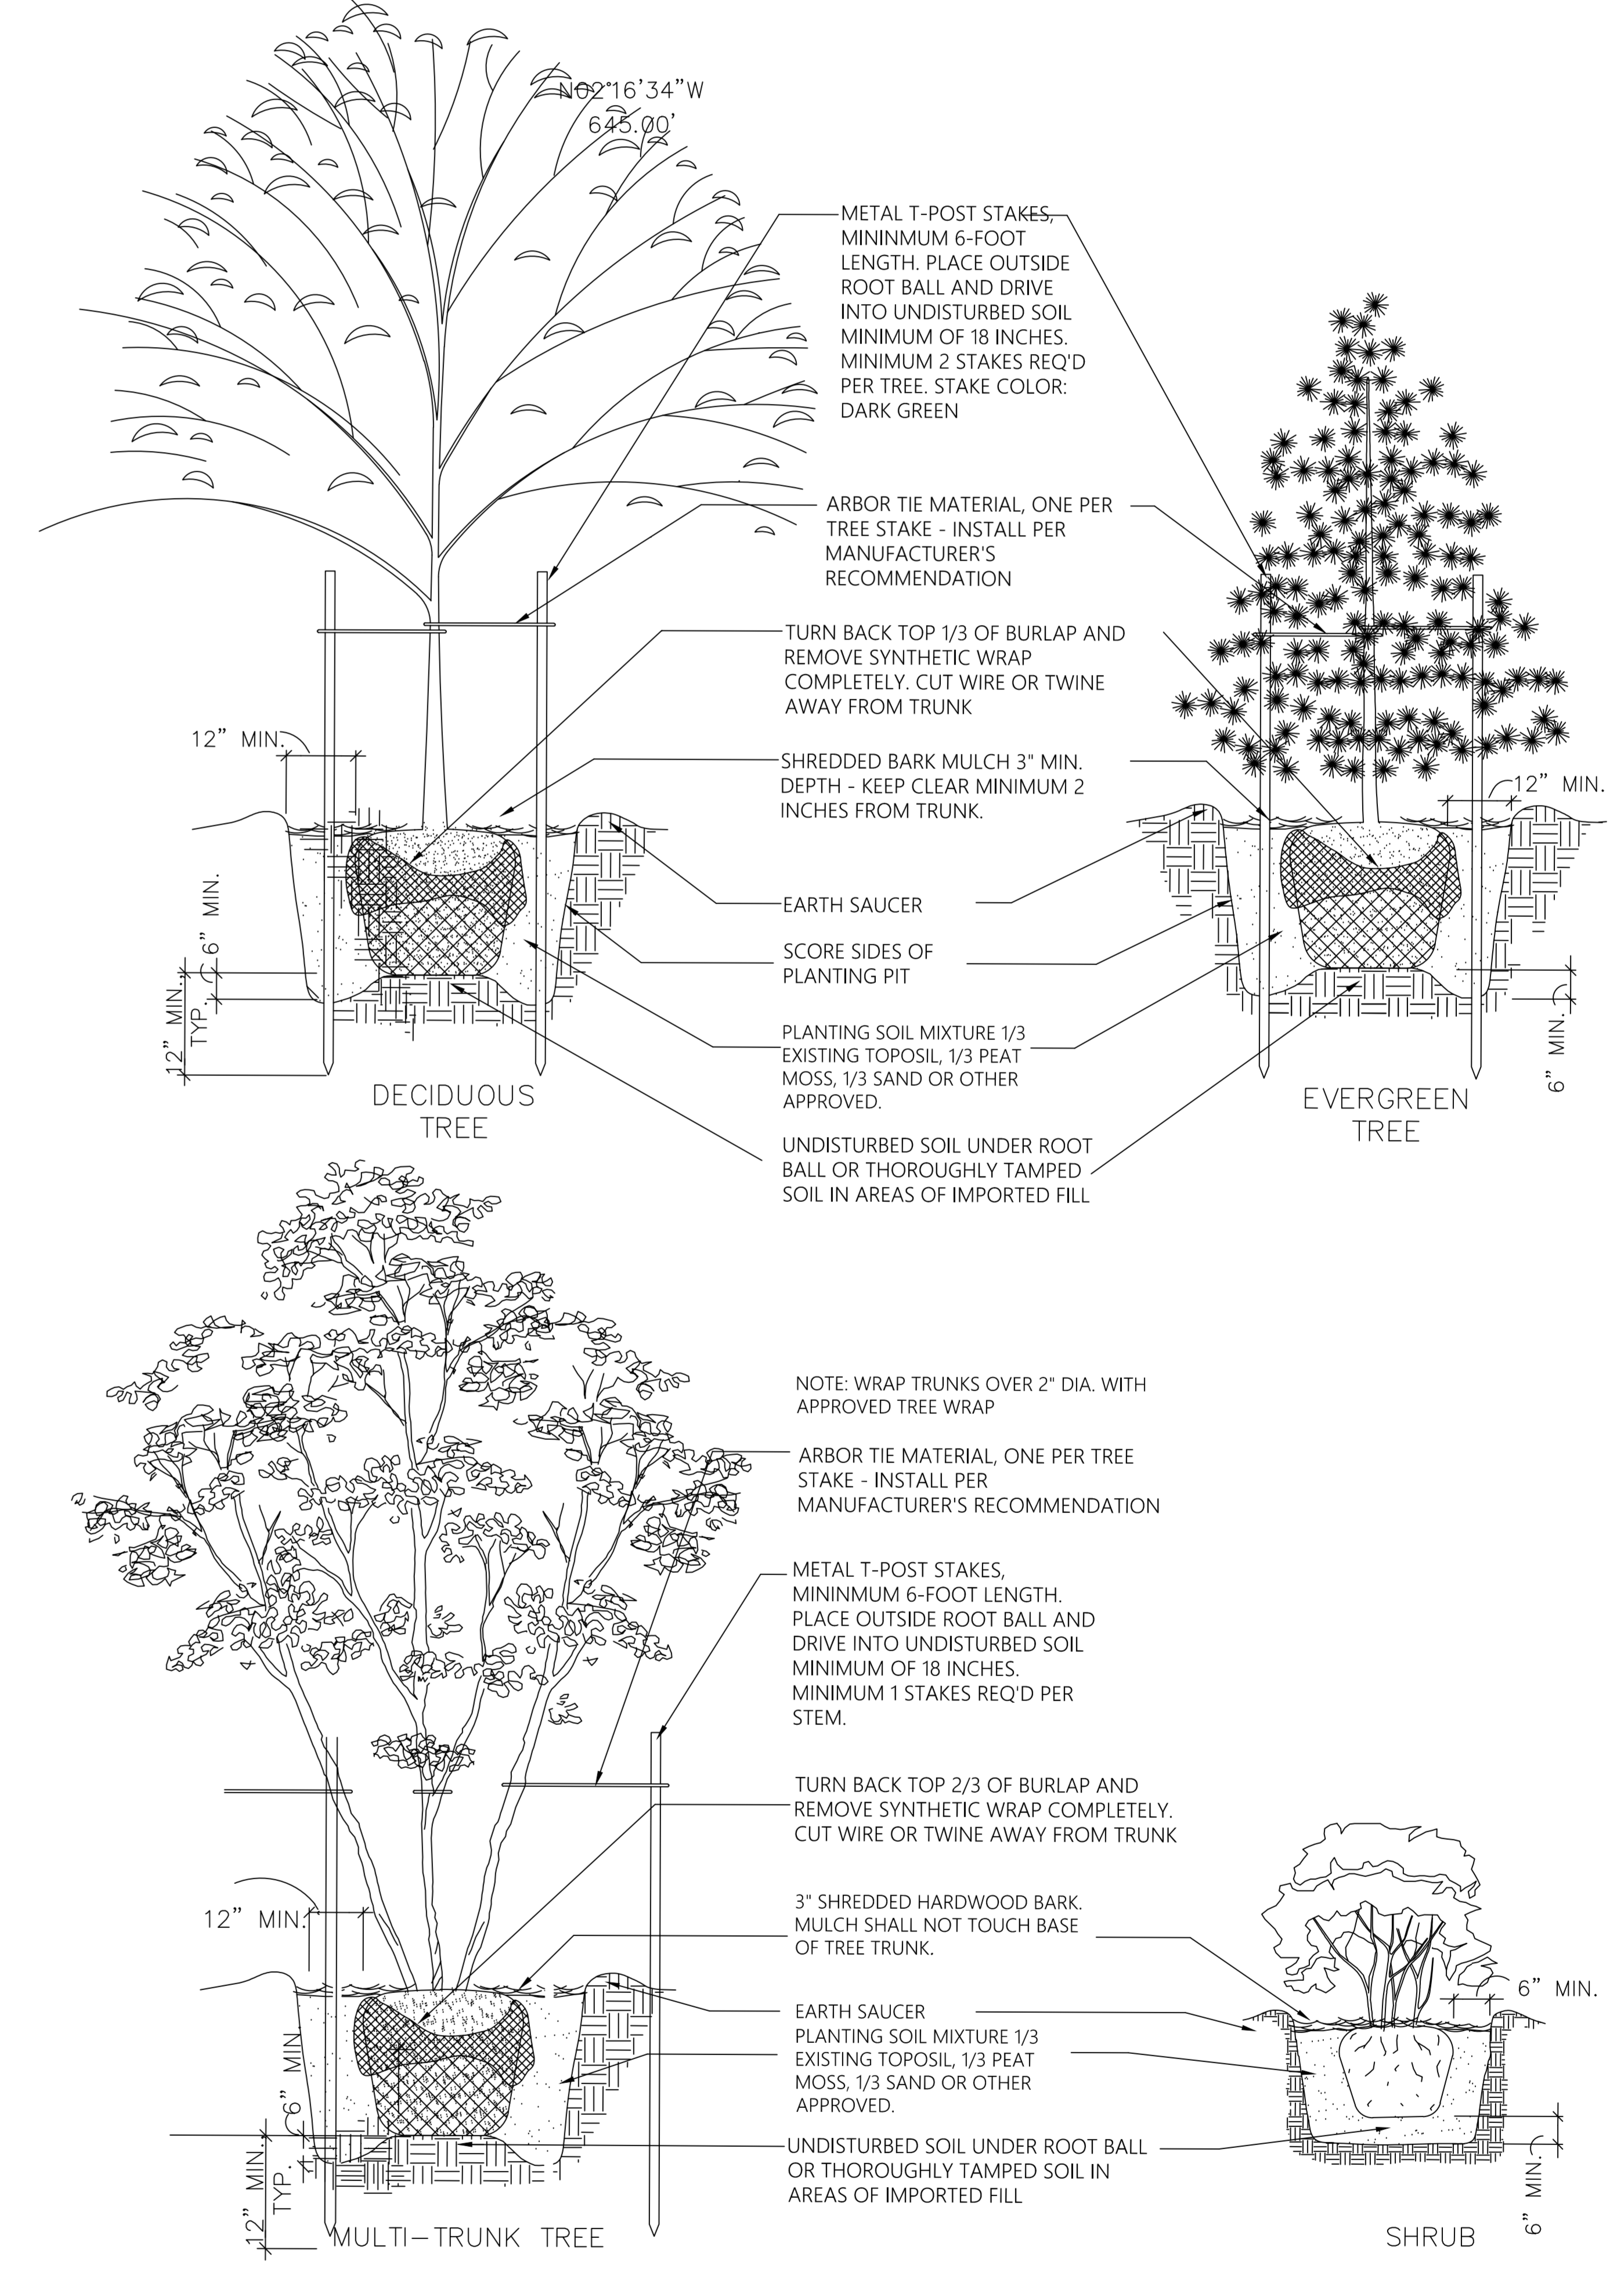 N02°16'34"W
645.00'
METAL T-POST STAKES,
MININMUM 6-FOOT
LENGTH. PLACE OUTSIDE
ROOT BALL AND DRIVE
INTO UNDISTURBED SOIL
MINIMUM OF 18 INCHES.
MINIMUM 2 STAKES REQ'D
PER TREE. STAKE COLOR:
DARK GREEN
ARBOR TIE MATERIAL, ONE PER
TREE STAKE - INSTALL PER
MANUFACTURER'S
RECOMMENDATION
TURN BACK TOP 1/3 OF BURLAP AND
REMOVE SYNTHETIC WRAP
COMPLETELY. CUT WIRE OR TWINE
AWAY FROM TRUNK
12" MIN.
SHREDDED BARK MULCH 3" MIN.
DEPTH - KEEP CLEAR MINIMUM 2
INCHES FROM TRUNK.
12" MIN.
EARTH SAUCER
6" MIN.
SCORE SIDES OF
PLANTING PIT
12" MIN.
TYP.
PLANTING SOIL MIXTURE 1/3
EXISTING TOPOSIL, 1/3 PEAT
MOSS, 1/3 SAND OR OTHER
APPROVED.
6" MIN.
DECIDUOUS
TREE
EVERGREEN
TREE
UNDISTURBED SOIL UNDER ROOT
BALL OR THOROUGHLY TAMPED
SOIL IN AREAS OF IMPORTED FILL
NOTE: WRAP TRUNKS OVER 2" DIA. WITH
APPROVED TREE WRAP
ARBOR TIE MATERIAL, ONE PER TREE
STAKE - INSTALL PER
MANUFACTURER'S RECOMMENDATION
METAL T-POST STAKES,
MININMUM 6-FOOT LENGTH.
PLACE OUTSIDE ROOT BALL AND
DRIVE INTO UNDISTURBED SOIL
MINIMUM OF 18 INCHES.
MINIMUM 1 STAKES REQ'D PER
STEM.
TURN BACK TOP 2/3 OF BURLAP AND
REMOVE SYNTHETIC WRAP COMPLETELY.
CUT WIRE OR TWINE AWAY FROM TRUNK
12" MIN.
3" SHREDDED HARDWOOD BARK.
MULCH SHALL NOT TOUCH BASE
OF TREE TRUNK.
6" MIN.
EARTH SAUCER
PLANTING SOIL MIXTURE 1/3
EXISTING TOPOSIL, 1/3 PEAT
MOSS, 1/3 SAND OR OTHER
APPROVED.
6" MIN
12" MIN.
TYP.
UNDISTURBED SOIL UNDER ROOT BALL
OR THOROUGHLY TAMPED SOIL IN
AREAS OF IMPORTED FILL
6" MIN.
MULTI-TRUNK TREE
SHRUB